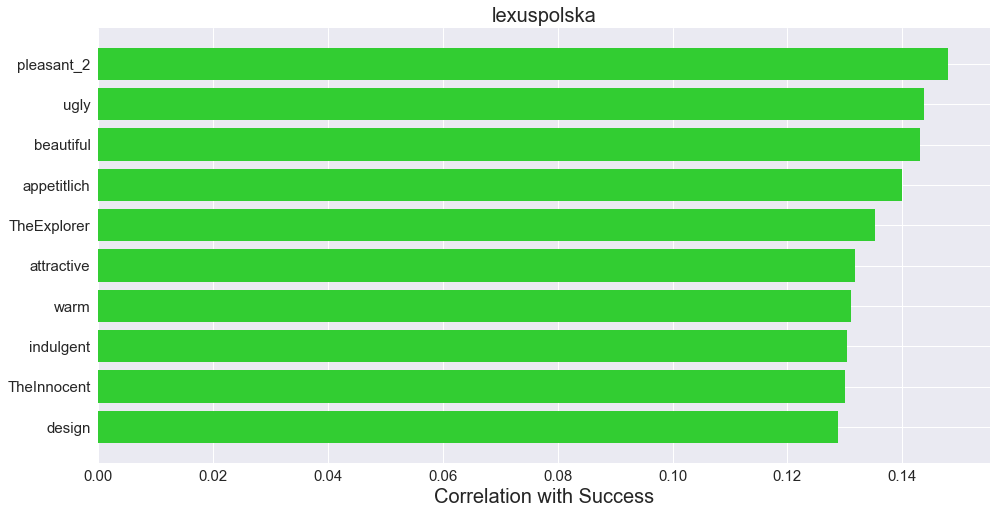 lexuspolska
pleasant_2
ugly
beautiful
appetitlich
TheExplorer
attractive
warm
indulgent
TheInnocent
design
0.00 0.02 0.04 0.06 0.08 0.10 0.12 0.14
Correlation with Success